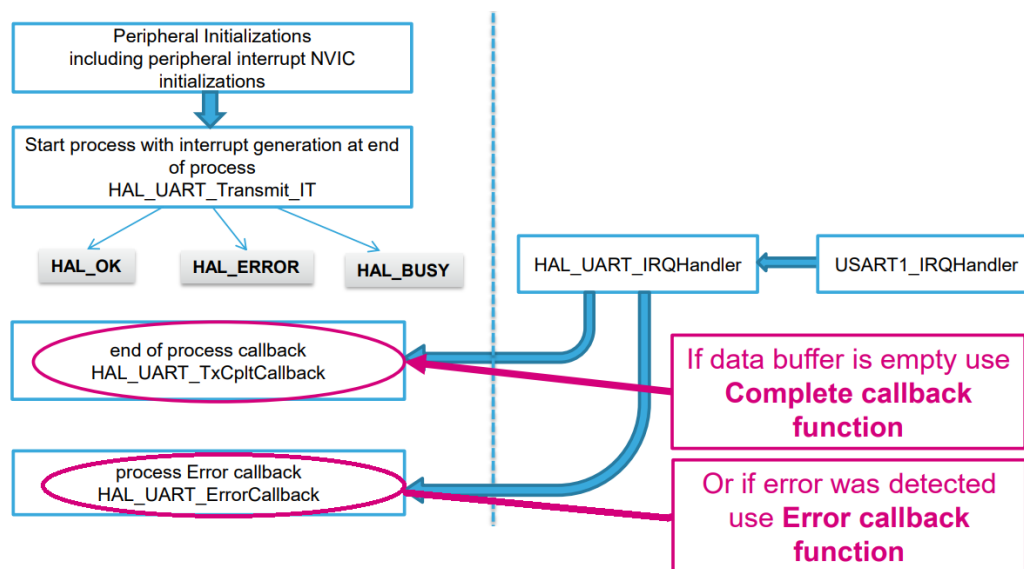 Peripheral Initializations
including peripheral interrupt NVIC
initializations
Start process with interrupt generation at end
of process
HAL_UART_Transmit_IT
HAL_OK
HAL_ERROR
HAL_BUSY
HAL_UART_IRQHandler
USART1_IRQHandler
end of process callback
HAL_UART_TxCpltCallback
If data buffer is empty use
Complete callback
function
process Error callback
HAL_UART_ErrorCallback
Or if error was detected
use Error callback
function